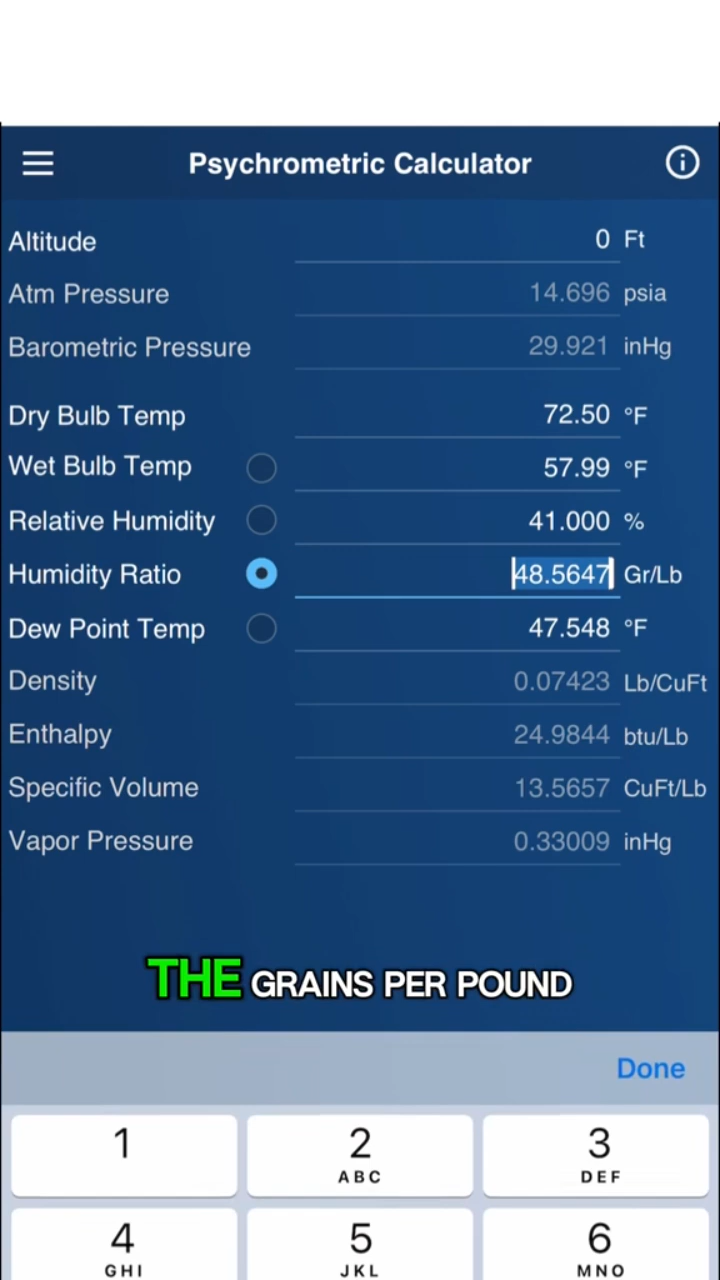 Psychrometric Calculator
Altitude 0 Ft
Atm Pressure 14.696 psia
Barometric Pressure 29.921 inHg
Dry Bulb Temp 72.50 °F
Wet Bulb Temp 57.99 °F
Relative Humidity 41.000 %
Humidity Ratio 48.5647 Gr/Lb
Dew Point Temp 47.548 °F
Density 0.07423 Lb/CuFt
Enthalpy 24.9844 btu/Lb
Specific Volume 13.5657 CuFt/Lb
Vapor Pressure 0.33009 inHg
THE GRAINS PER POUND
Done
1 2 3
ABC DEF
4 5 6
GHI JKL MNO